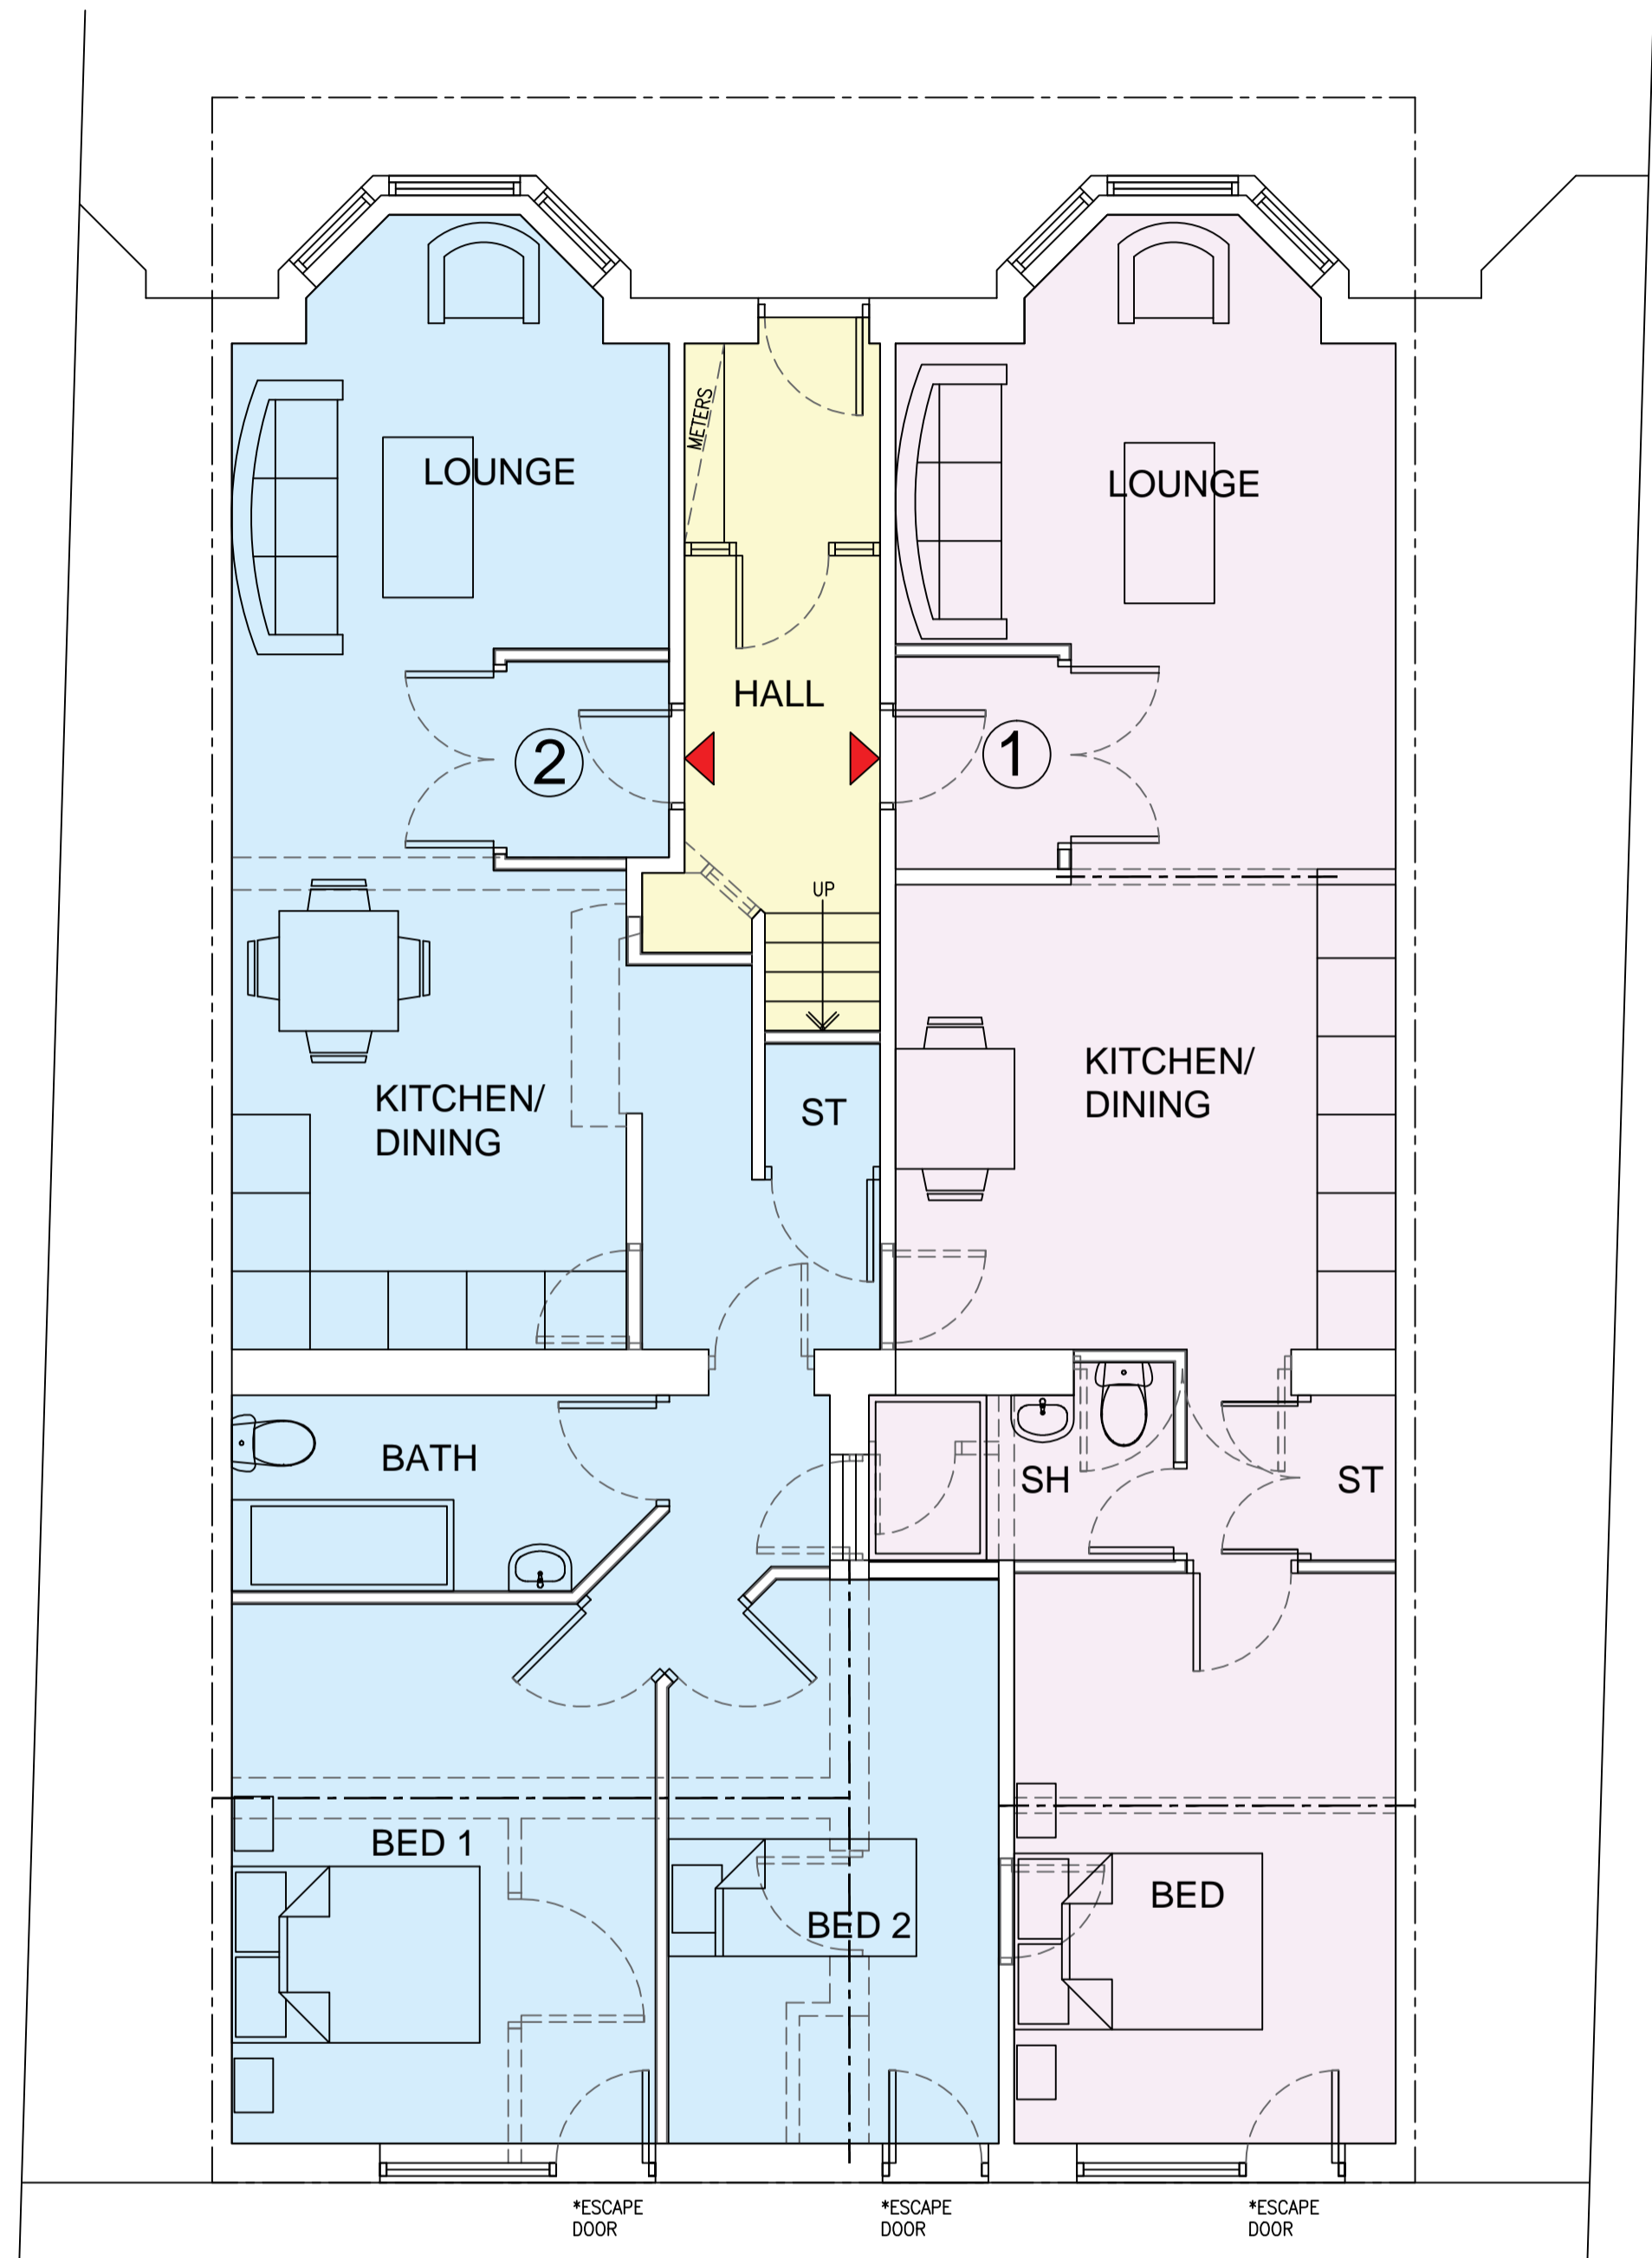 METERS
LOUNGE
LOUNGE
HALL
2
1
UP
KITCHEN/
DINING
ST
KITCHEN/
DINING
BATH
SH
ST
BED 1
BED 2
BED
*ESCAPE
DOOR
*ESCAPE
DOOR
*ESCAPE
DOOR